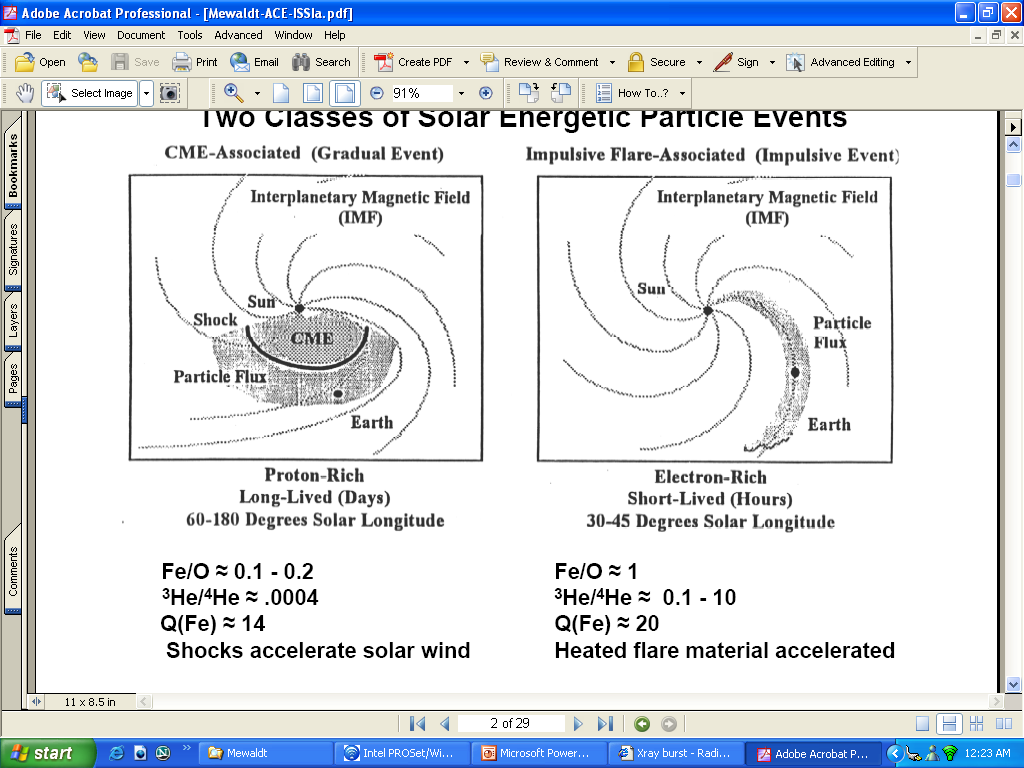 Adobe Acrobat Professional - [Mewaldt-ACE-ISSIa.pdf]
File Edit View Document Tools Advanced Window Help
Open Save Print Email Search Create PDF Review & Comment Secure Sign Advanced Editing
Select Image 91% How To..?
Bookmarks
Signatures
Layers
Pages
Comments
Two Classes of Solar Energetic Particle Events
CME-Associated (Gradual Event)
Interplanetary Magnetic Field
(IMF)
Sun
Shock
CME
Particle Flux
Earth
Proton-Rich
Long-Lived (Days)
60-180 Degrees Solar Longitude
Fe/O ≈ 0.1 - 0.2
³He/⁴He ≈ .0004
Q(Fe) ≈ 14
Shocks accelerate solar wind
Impulsive Flare-Associated (Impulsive Event)
Interplanetary Magnetic Field
(IMF)
Sun
Particle
Flux
Earth
Electron-Rich
Short-Lived (Hours)
30-45 Degrees Solar Longitude
Fe/O ≈ 1
³He/⁴He ≈ 0.1 - 10
Q(Fe) ≈ 20
Heated flare material accelerated
11 x 8.5 in
2 of 29
start Mewaldt Intel PROSet/Wi... Microsoft Power... Xray burst - Radi... Adobe Acrobat P... 12:23 AM